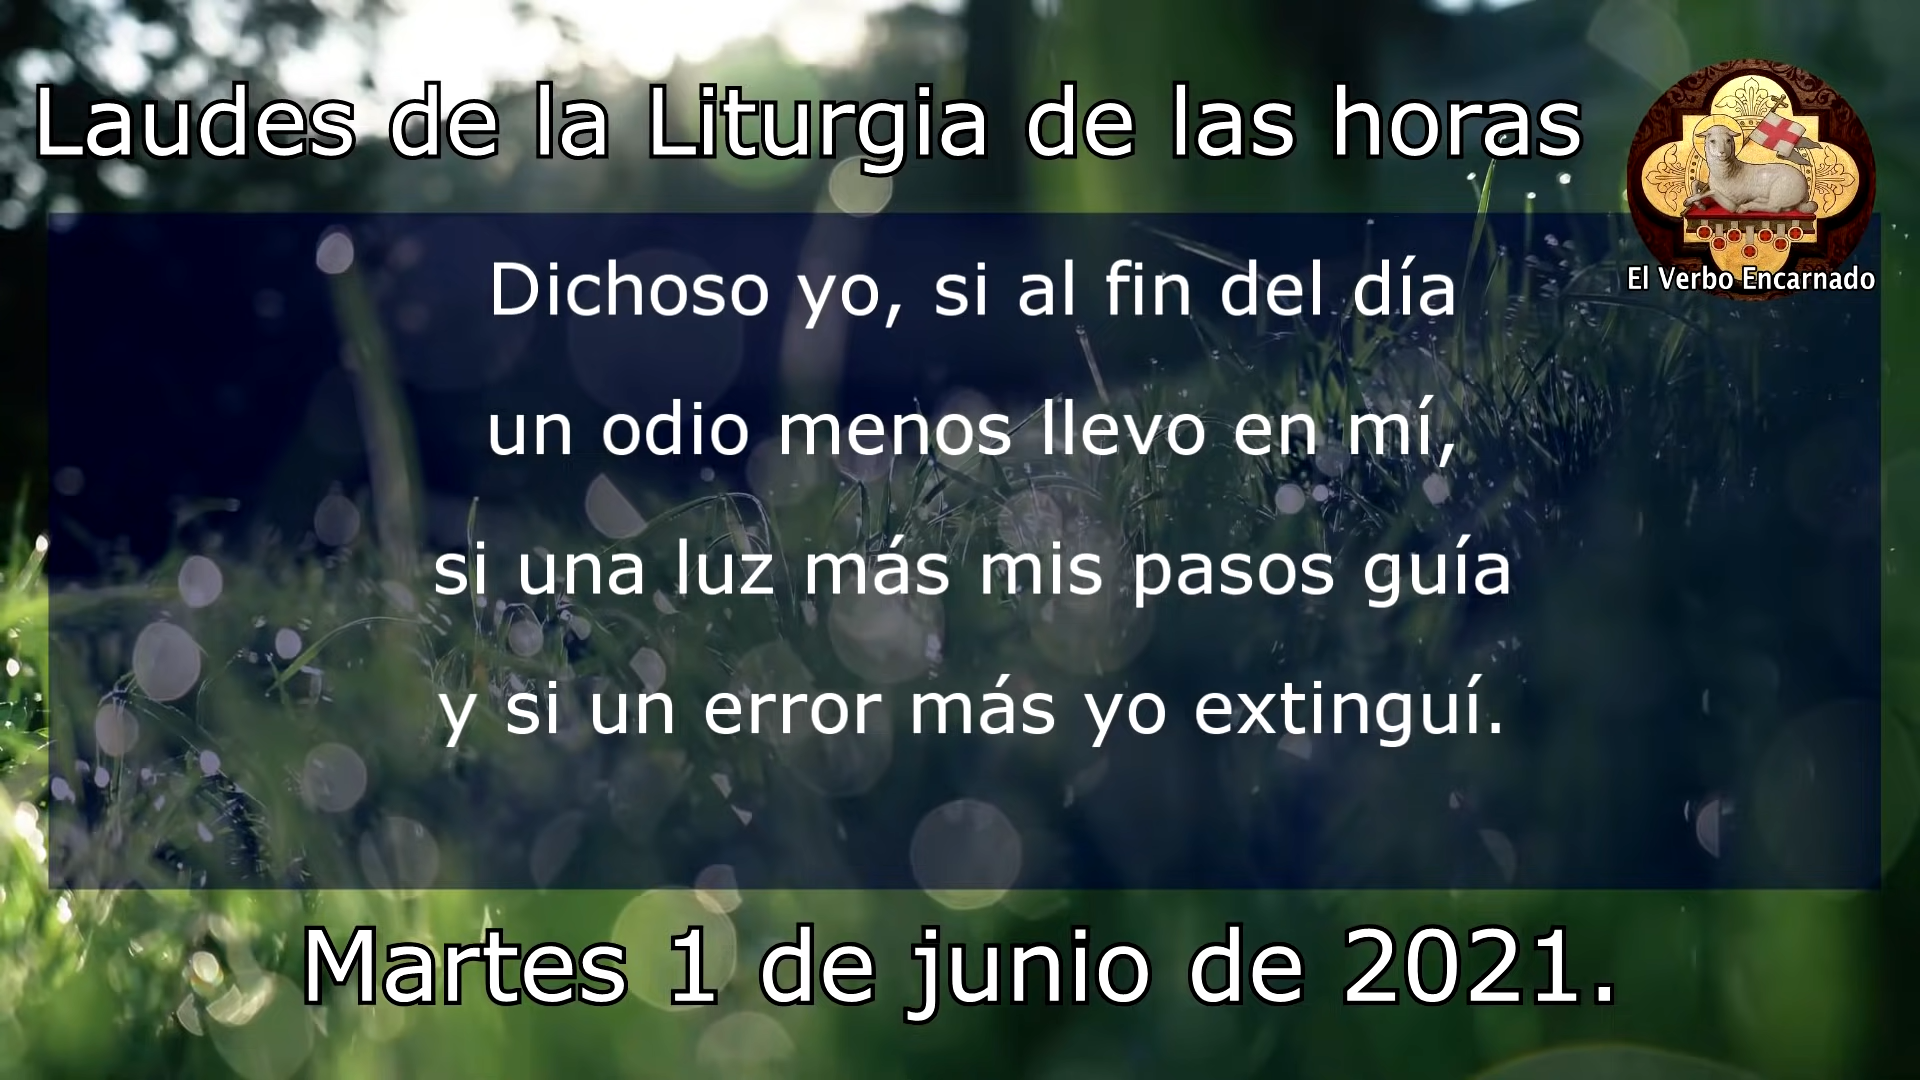 Laudes de la Liturgia de las horas
El Verbo Encarnado
Dichoso yo, si al fin del día
un odio menos llevo en mí,
si una luz más mis pasos guía
y si un error más yo extinguí.
Martes 1 de junio de 2021.